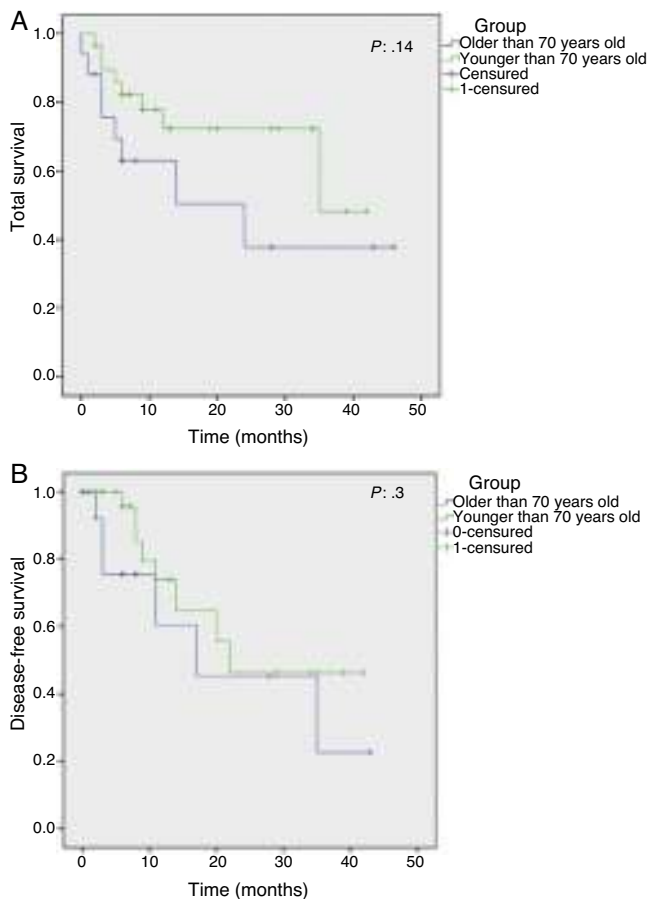 A
P: .14
Group
Older than 70 years old
Younger than 70 years old
Censured
1-censured
Total survival
1.0
0.8
0.6
0.4
0.2
0.0
0 10 20 30 40 50
Time (months)
B
P: .3
Group
Older than 70 years old
Younger than 70 years old
0-censured
1-censured
Disease-free survival
1.0
0.8
0.6
0.4
0.2
0.0
0 10 20 30 40 50
Time (months)